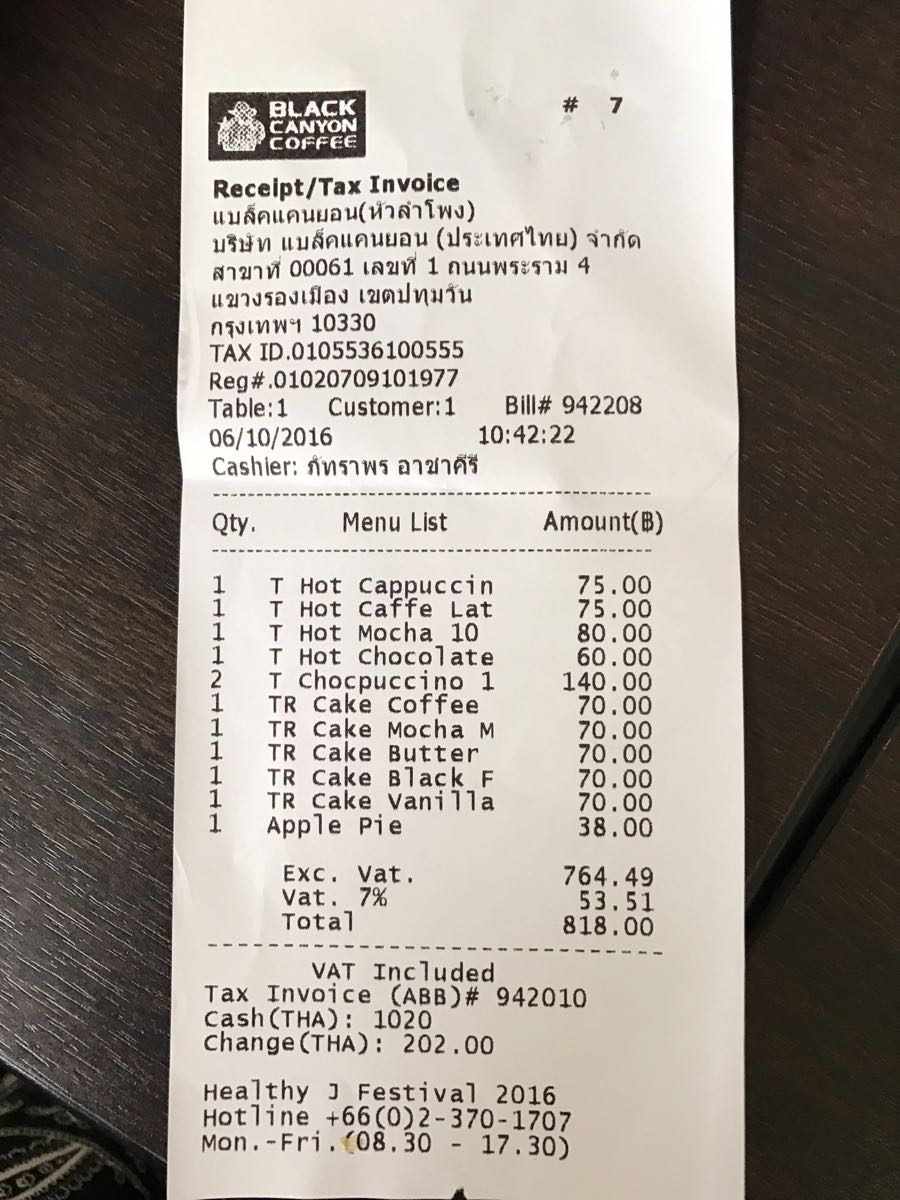 BLACK
CANYON
COFFEE
# 7
Receipt/Tax Invoice
แบล็คแคนยอน(หัวลำโพง)
บริษัท แบล็คแคนยอน (ประเทศไทย) จำกัด
สาขาที่ 00061 เลขที่ 1 ถนนพระราม 4
แขวงรองเมือง เขตปทุมวัน
กรุงเทพฯ 10330
TAX ID.0105536100555
Reg#.01020709101977
Table:1 Customer:1 Bill# 942208
06/10/2016 10:42:22
Cashier: ภัทราพร อาชาคีรี
Qty. Menu List Amount(฿)
1 T Hot Cappuccin 75.00
1 T Hot Caffe Lat 75.00
1 T Hot Mocha 10 80.00
1 T Hot Chocolate 60.00
2 T Chocpuccino 1 140.00
1 TR Cake Coffee 70.00
1 TR Cake Mocha M 70.00
1 TR Cake Butter 70.00
1 TR Cake Black F 70.00
1 TR Cake Vanilla 70.00
1 Apple Pie 38.00
Exc. Vat. 764.49
Vat. 7% 53.51
Total 818.00
VAT Included
Tax Invoice (ABB)# 942010
Cash(THA): 1020
Change(THA): 202.00
Healthy J Festival 2016
Hotline +66(0)2-370-1707
Mon.-Fri.(08.30 - 17.30)